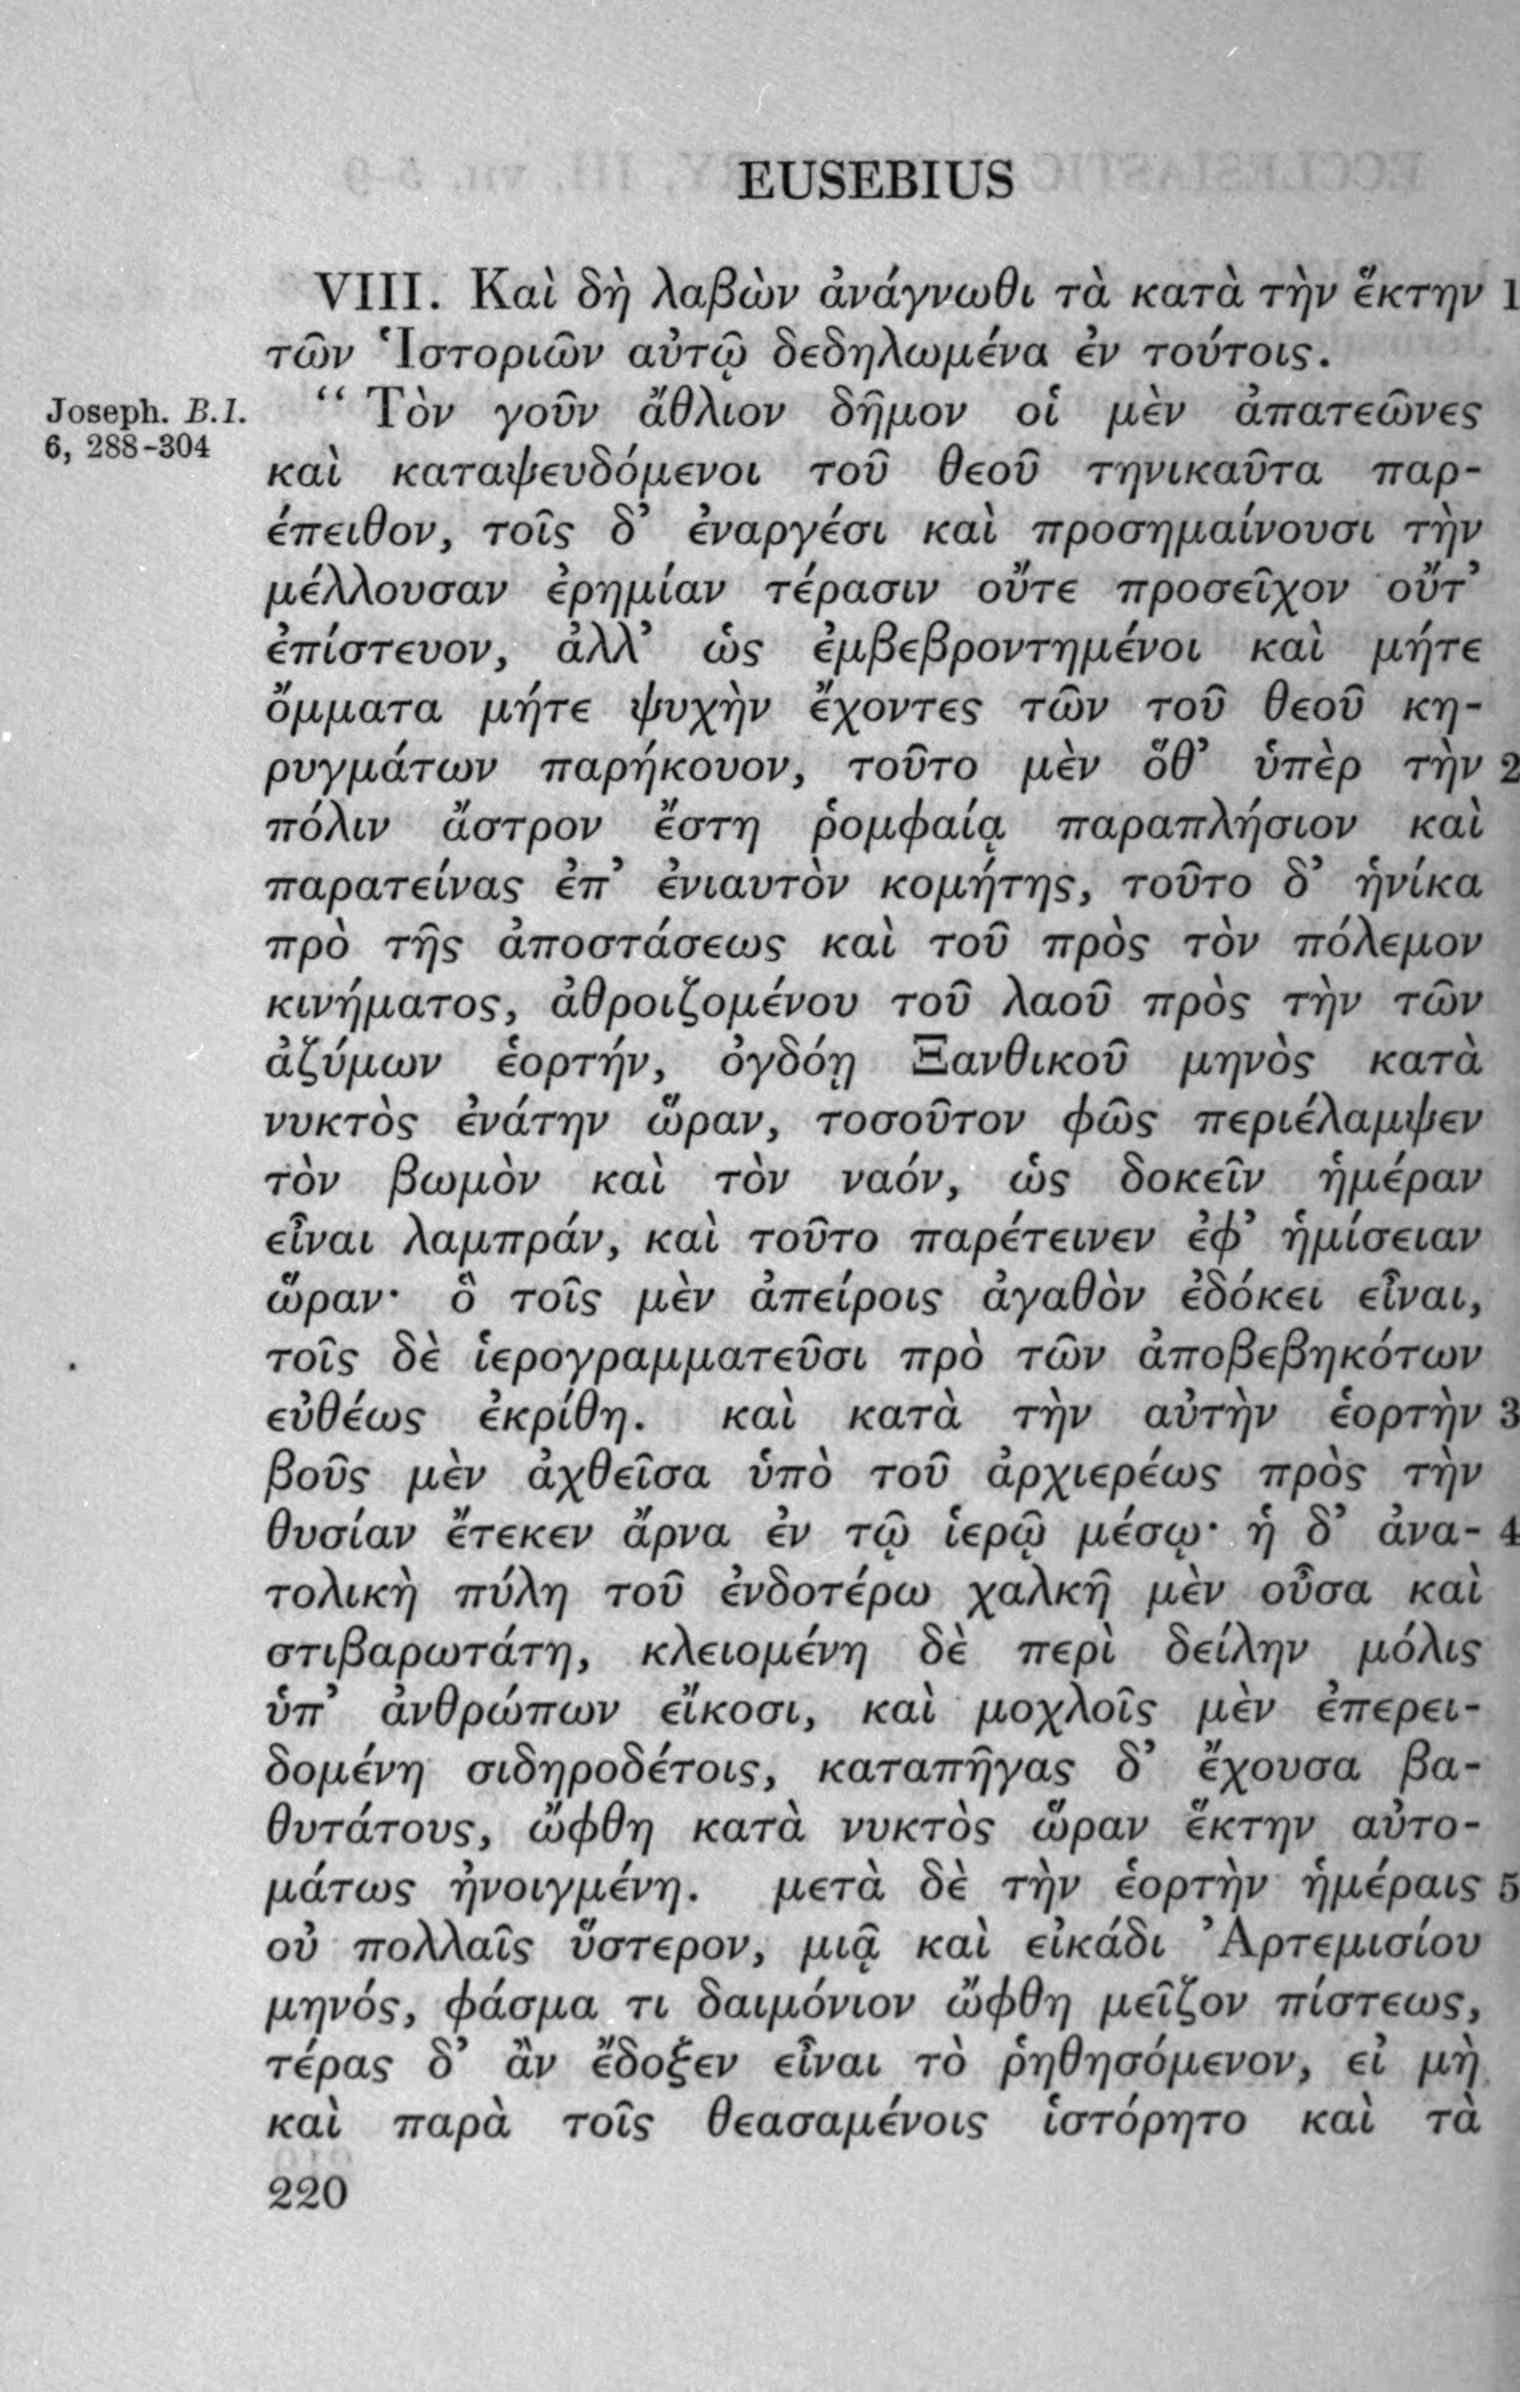 EUSEBIUS
VIII. Καὶ δὴ λαβὼν ἀνάγνωθι τὰ κατὰ τὴν ἕκτην 1
τῶν Ἱστοριῶν αὐτῷ δεδηλωμένα ἐν τούτοις.
Joseph. B.I.
6, 288-304
“ Τὸν γοῦν ἄθλιον δῆμον οἱ μὲν ἀπατεῶνες
καὶ καταψευδόμενοι τοῦ θεοῦ τηνικαῦτα παρ-
έπειθον, τοῖς δ’ ἐναργέσι καὶ προσημαίνουσι τὴν
μέλλουσαν ἐρημίαν τέρασιν οὔτε προσεῖχον οὔτ’
ἐπίστευον, ἀλλ’ ὡς ἐμβεβροντημένοι καὶ μήτε
ὄμματα μήτε ψυχὴν ἔχοντες τῶν τοῦ θεοῦ κη-
ρυγμάτων παρήκουον, τοῦτο μὲν ὅθ’ ὑπὲρ τὴν 2
πόλιν ἄστρον ἔστη ῥομφαίᾳ παραπλήσιον καὶ
παρατείνας ἐπ’ ἐνιαυτὸν κομήτης, τοῦτο δ’ ἡνίκα
πρὸ τῆς ἀποστάσεως καὶ τοῦ πρὸς τὸν πόλεμον
κινήματος, ἀθροιζομένου τοῦ λαοῦ πρὸς τὴν τῶν
ἀζύμων ἑορτήν, ὀγδόῃ Ξανθικοῦ μηνὸς κατὰ
νυκτὸς ἐνάτην ὥραν, τοσοῦτον φῶς περιέλαμψεν
τὸν βωμὸν καὶ τὸν ναόν, ὡς δοκεῖν ἡμέραν
εἶναι λαμπράν, καὶ τοῦτο παρέτεινεν ἐφ’ ἡμίσειαν
ὥραν· ὃ τοῖς μὲν ἀπείροις ἀγαθὸν ἐδόκει εἶναι,
τοῖς δὲ ἱερογραμματεῦσι πρὸ τῶν ἀποβεβηκότων
εὐθέως ἐκρίθη. καὶ κατὰ τὴν αὐτὴν ἑορτὴν 3
βοῦς μὲν ἀχθεῖσα ὑπὸ τοῦ ἀρχιερέως πρὸς τὴν
θυσίαν ἔτεκεν ἄρνα ἐν τῷ ἱερῷ μέσῳ· ἡ δ’ ἀνα- 4
τολικὴ πύλη τοῦ ἐνδοτέρω χαλκῆ μὲν οὖσα καὶ
στιβαρωτάτη, κλειομένη δὲ περὶ δείλην μόλις
ὑπ’ ἀνθρώπων εἴκοσι, καὶ μοχλοῖς μὲν ἐπερει-
δομένη σιδηροδέτοις, καταπῆγας δ’ ἔχουσα βα-
θυτάτους, ὤφθη κατὰ νυκτὸς ὥραν ἕκτην αὐτο-
μάτως ἠνοιγμένη. μετὰ δὲ τὴν ἑορτὴν ἡμέραις 5
οὐ πολλαῖς ὕστερον, μιᾷ καὶ εἰκάδι Ἀρτεμισίου
μηνός, φάσμα τι δαιμόνιον ὤφθη μεῖζον πίστεως,
τέρας δ’ ἂν ἔδοξεν εἶναι τὸ ῥηθησόμενον, εἰ μὴ
καὶ παρὰ τοῖς θεασαμένοις ἱστόρητο καὶ τὰ
220